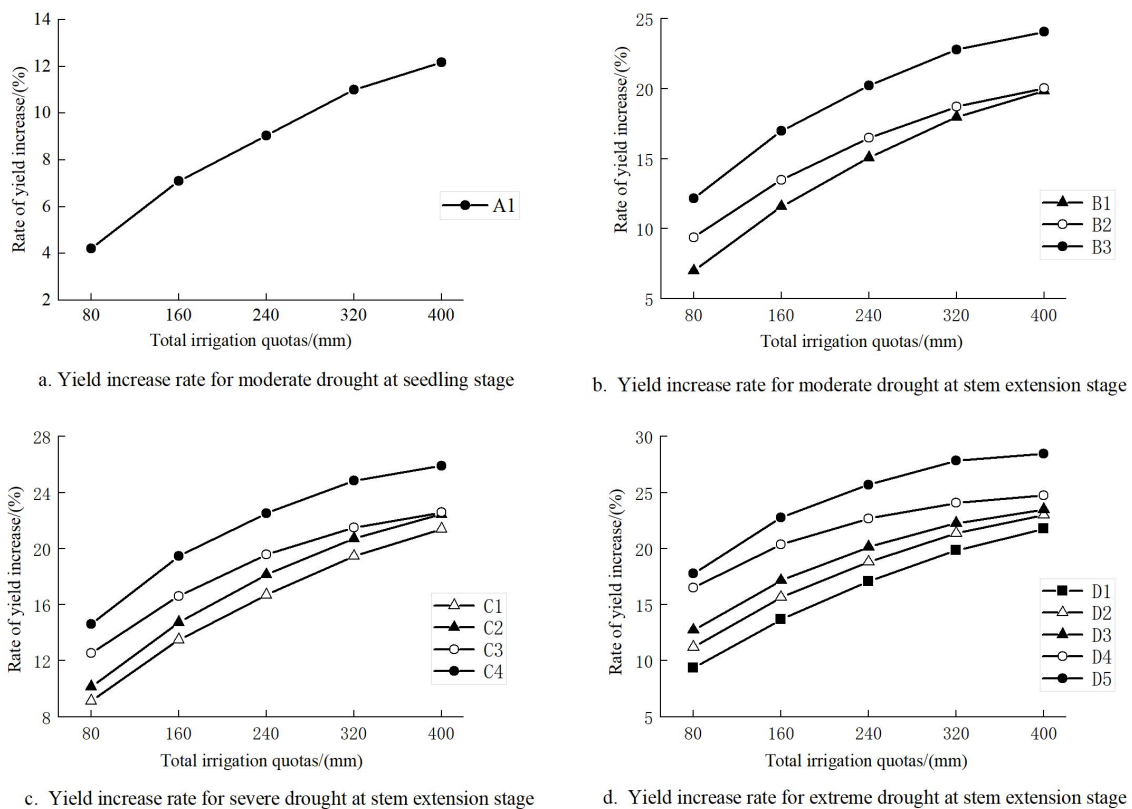 14
12
10
8
6
4
2
Rate of yield increase/(%)
A1
80 160 240 320 400
Total irrigation quotas/(mm)
a. Yield increase rate for moderate drought at seedling stage
25
20
15
10
5
Rate of yield increase/(%)
B1
B2
B3
80 160 240 320 400
Total irrigation quotas/(mm)
b. Yield increase rate for moderate drought at stem extension stage
28
24
20
16
12
8
Rate of yield increase/(%)
C1
C2
C3
C4
80 160 240 320 400
Total irrigation quotas/(mm)
c. Yield increase rate for severe drought at stem extension stage
30
25
20
15
10
5
Rate of yield increase/(%)
D1
D2
D3
D4
D5
80 160 240 320 400
Total irrigation quotas/(mm)
d. Yield increase rate for extreme drought at stem extension stage